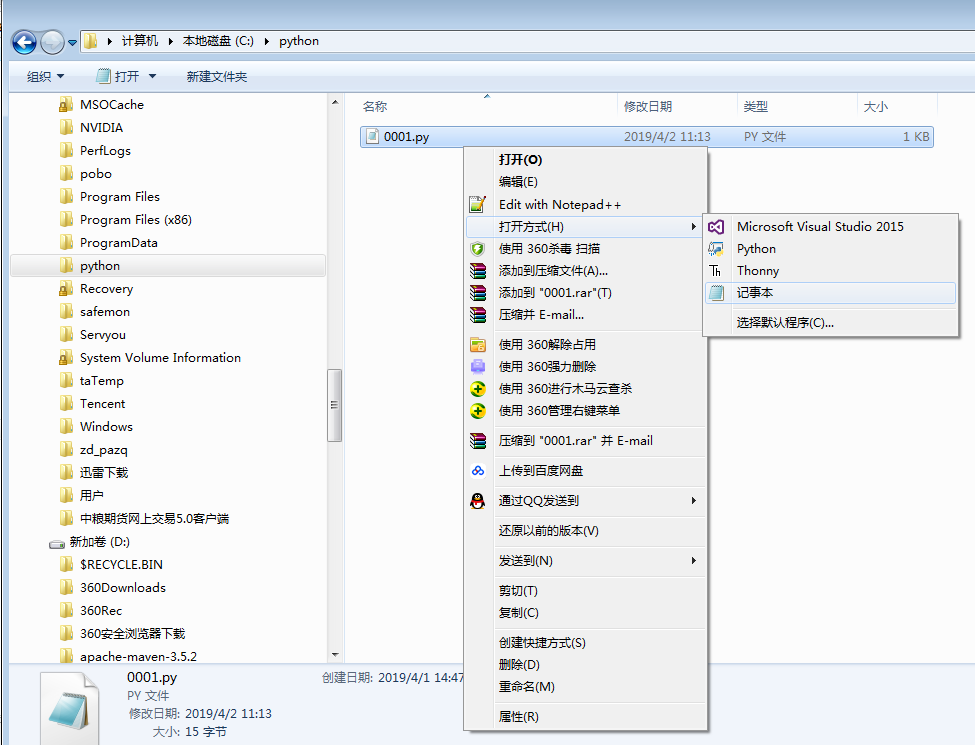 计算机 本地磁盘 (C:) python
组织 打开 新建文件夹
MSOCache
NVIDIA
PerfLogs
pobo
Program Files
Program Files (x86)
ProgramData
python
Recovery
safemon
Servyou
System Volume Information
taTemp
Tencent
Windows
zd_pazq
迅雷下载
用户
中粮期货网上交易5.0客户端
新加卷 (D:)
$RECYCLE.BIN
360Downloads
360Rec
360安全浏览器下载
apache-maven-3.5.2
名称 修改日期 类型 大小
0001.py 2019/4/2 11:13 PY 文件 1 KB
打开(O)
编辑(E)
Edit with Notepad++
打开方式(H)
使用 360杀毒 扫描
添加到压缩文件(A)...
添加到 "0001.rar"(T)
压缩并 E-mail...
使用 360解除占用
使用 360强力删除
使用 360进行木马云查杀
使用 360管理右键菜单
压缩到 "0001.rar" 并 E-mail
上传到百度网盘
通过QQ发送到
还原以前的版本(V)
发送到(N)
剪切(T)
复制(C)
创建快捷方式(S)
删除(D)
重命名(M)
属性(R)
Microsoft Visual Studio 2015
Python
Th Thonny
记事本
选择默认程序(C)...
0001.py 创建日期: 2019/4/1 14:47
PY 文件
修改日期: 2019/4/2 11:13
大小: 15 字节